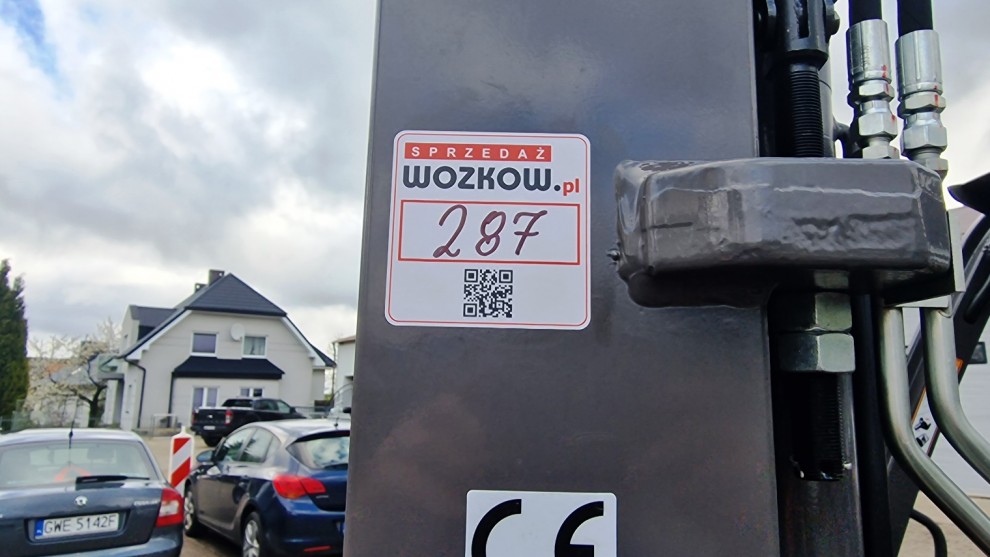 SPRZEDAŻ
WOZKOW.pl
287
CE
GWE 5142F